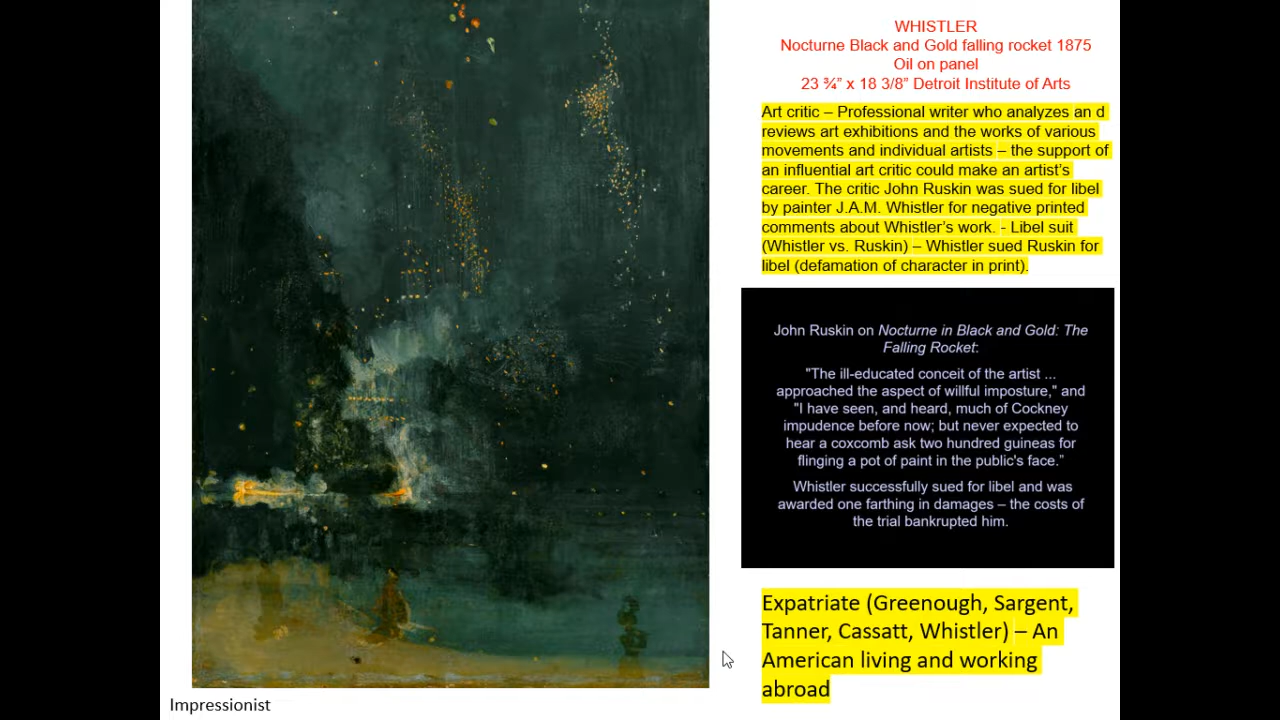 WHISTLER
Nocturne Black and Gold falling rocket 1875
Oil on panel
23 ¾” x 18 3/8” Detroit Institute of Arts
Art critic – Professional writer who analyzes an d
reviews art exhibitions and the works of various
movements and individual artists – the support of
an influential art critic could make an artist’s
career. The critic John Ruskin was sued for libel
by painter J.A.M. Whistler for negative printed
comments about Whistler’s work. - Libel suit
(Whistler vs. Ruskin) – Whistler sued Ruskin for
libel (defamation of character in print).
John Ruskin on Nocturne in Black and Gold: The
Falling Rocket:
"The ill-educated conceit of the artist ...
approached the aspect of willful imposture," and
"I have seen, and heard, much of Cockney
impudence before now; but never expected to
hear a coxcomb ask two hundred guineas for
flinging a pot of paint in the public's face.”
Whistler successfully sued for libel and was
awarded one farthing in damages – the costs of
the trial bankrupted him.
Expatriate (Greenough, Sargent,
Tanner, Cassatt, Whistler) – An
American living and working
abroad
Impressionist